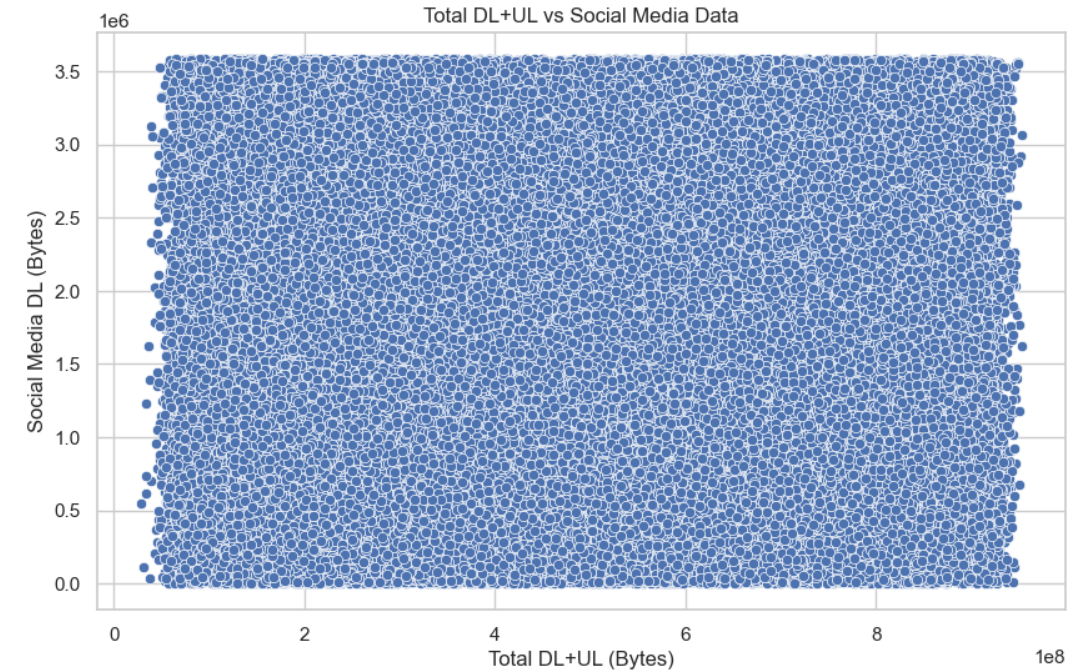 Total DL+UL vs Social Media Data
1e6
3.5
3.0
2.5
2.0
1.5
1.0
0.5
0.0
Social Media DL (Bytes)
0 2 4 6 8
1e8
Total DL+UL (Bytes)